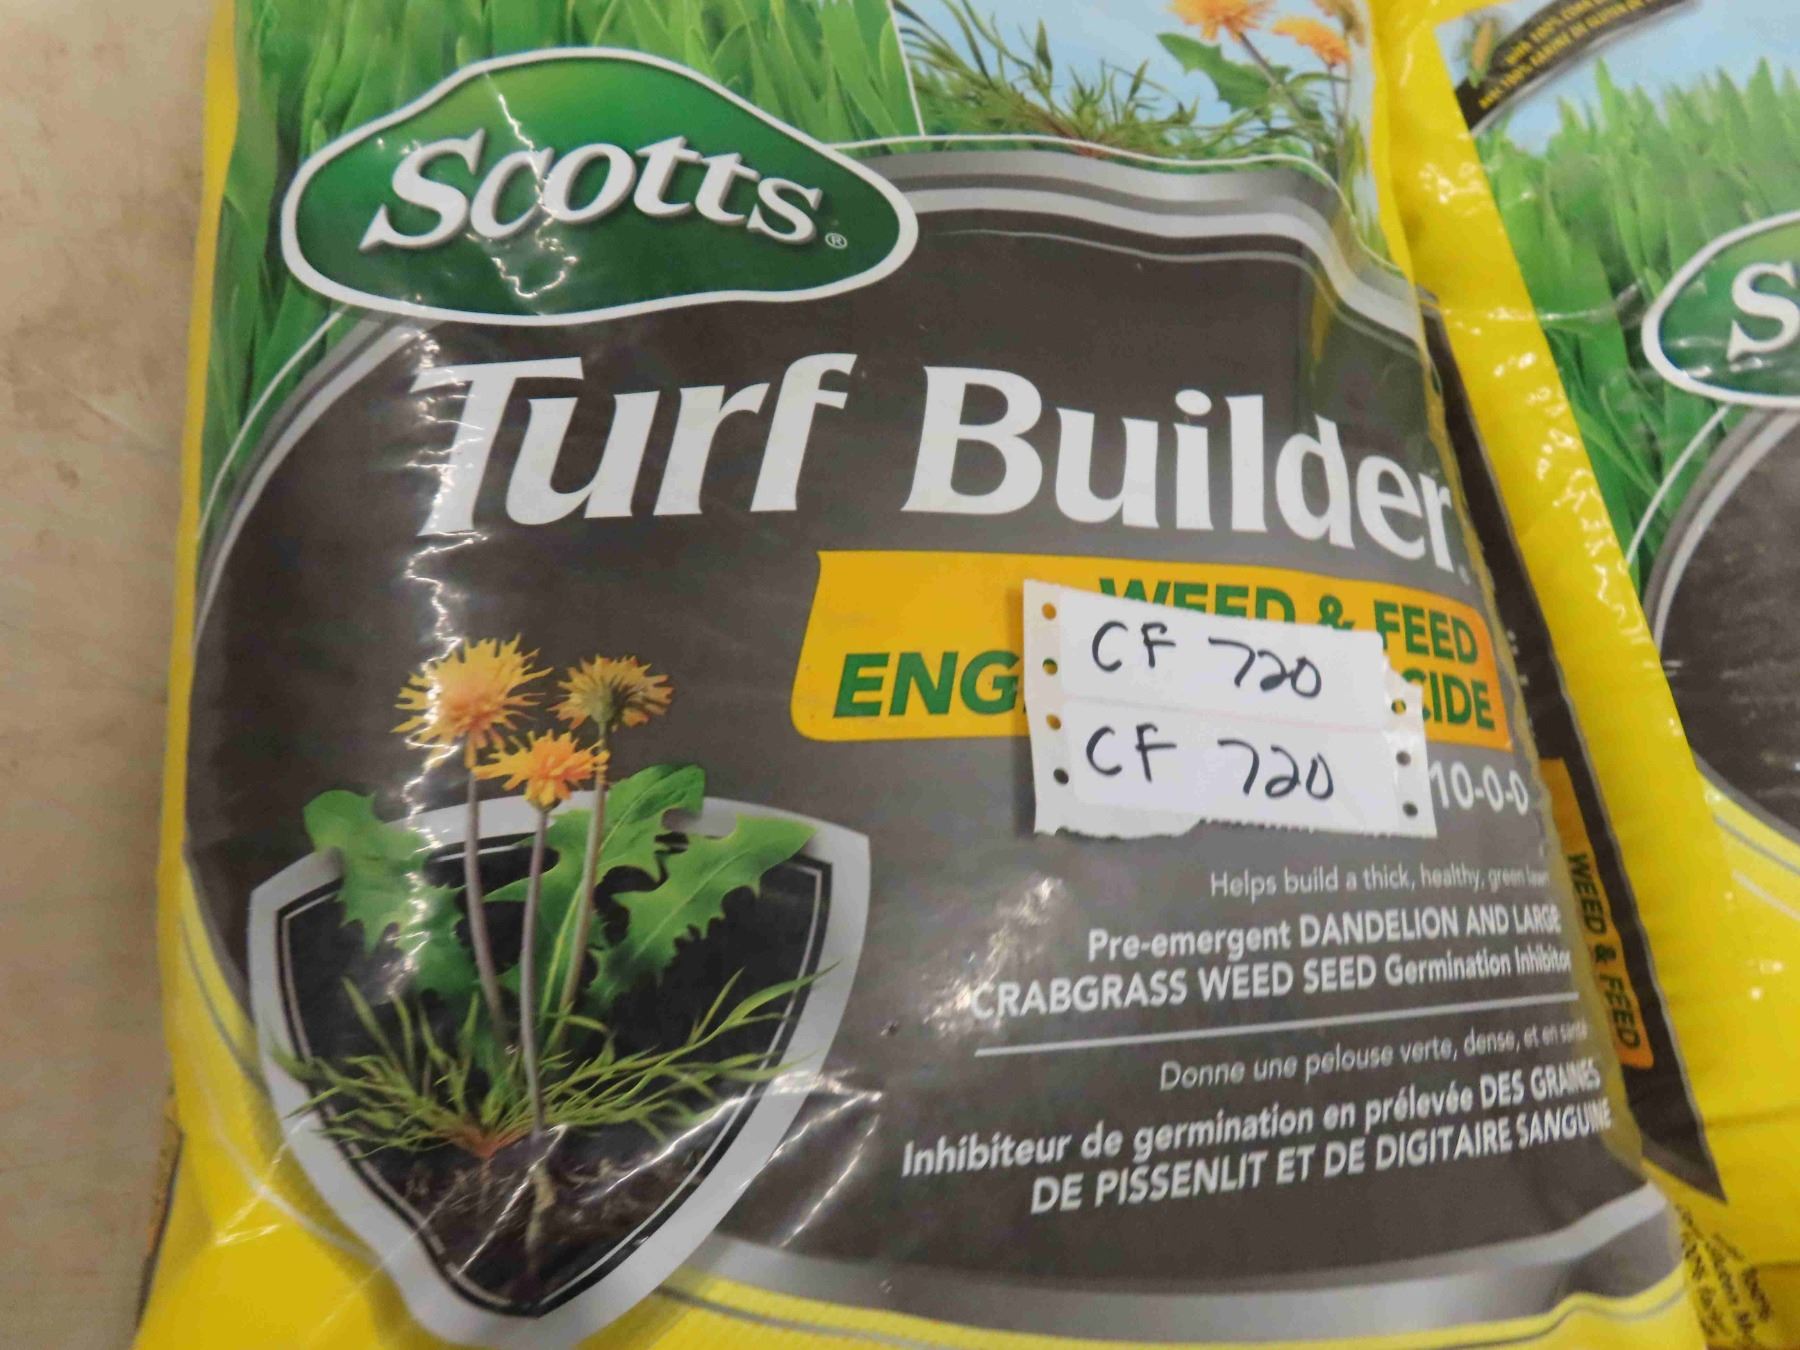 Scotts®
Turf Builder
WEED & FEED
ENG CIDE
CF 720
CF 720
10-0-0
Helps build a thick, healthy, green lawn
Pre-emergent DANDELION AND LARGE
CRABGRASS WEED SEED Germination Inhibitor
Donne une pelouse verte, dense, et en santé
Inhibiteur de germination en prélevée DES GRAINES
DE PISSENLIT ET DE DIGITAIRE SANGUINE
WEED & FEED
S